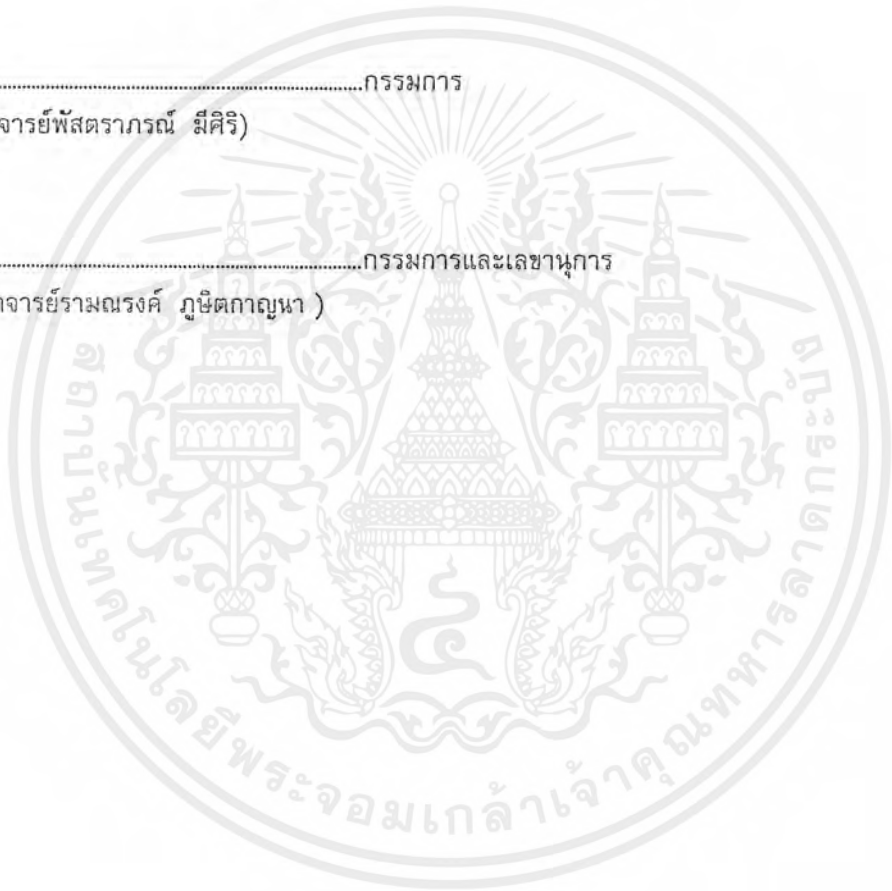 กรรมการ
จารย์พัสตราภรณ์ มีศิริ)
กรรมการและเลขานุการ
าจารย์รามณรงค์ ภูษิตกาญนา )
สถาบันเทคโนโลยีพระจอมเกล้าเจ้าคุณทหารลาดกระบัง
๔